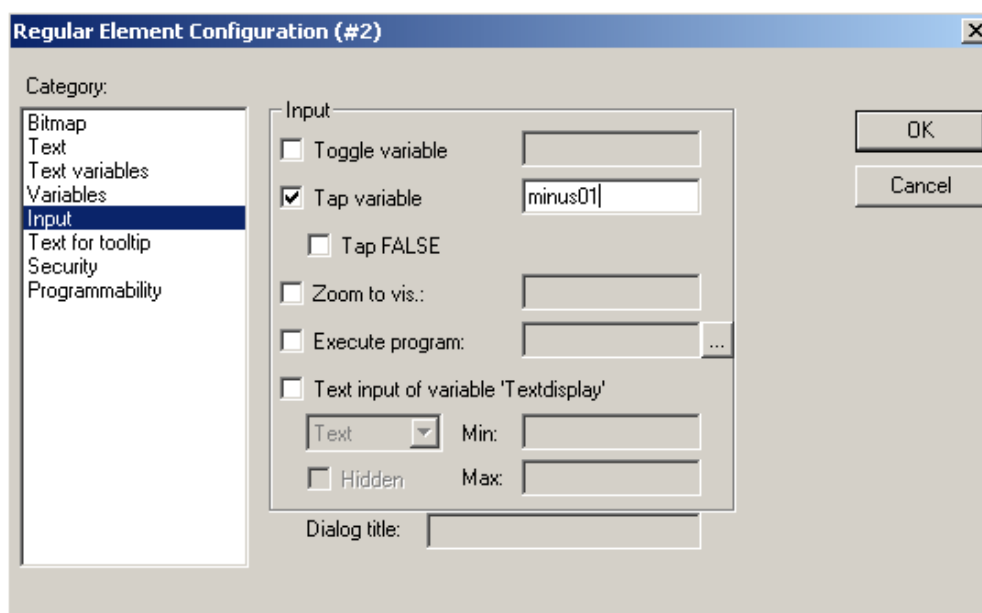 Regular Element Configuration (#2)
Category:
Bitmap
Text
Text variables
Variables
Input
Text for tooltip
Security
Programmability
Input
Toggle variable
Tap variable minus01
Tap FALSE
Zoom to vis.:
Execute program: ...
Text input of variable 'Textdisplay'
Text Min:
Hidden Max:
Dialog title:
OK
Cancel